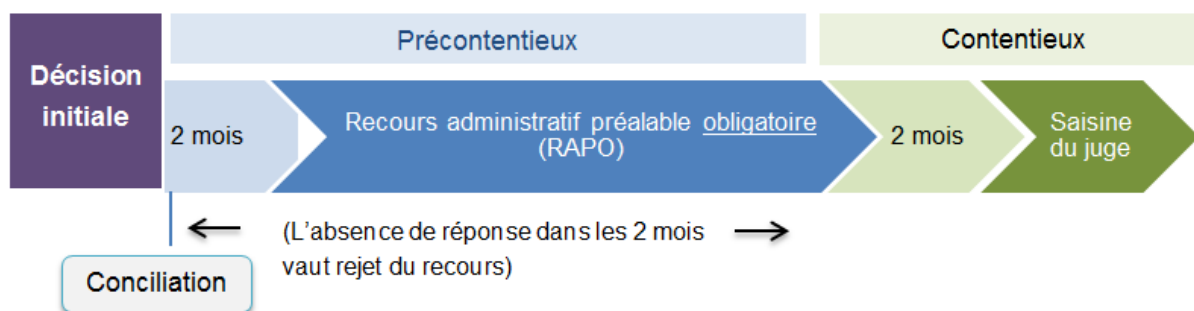 Précontentieux
Contentieux
Décision
initiale
2 mois
Recours administratif préalable obligatoire
(RAPO)
2 mois
Saisine
du juge
(L'absence de réponse dans les 2 mois
vaut rejet du recours)
Conciliation